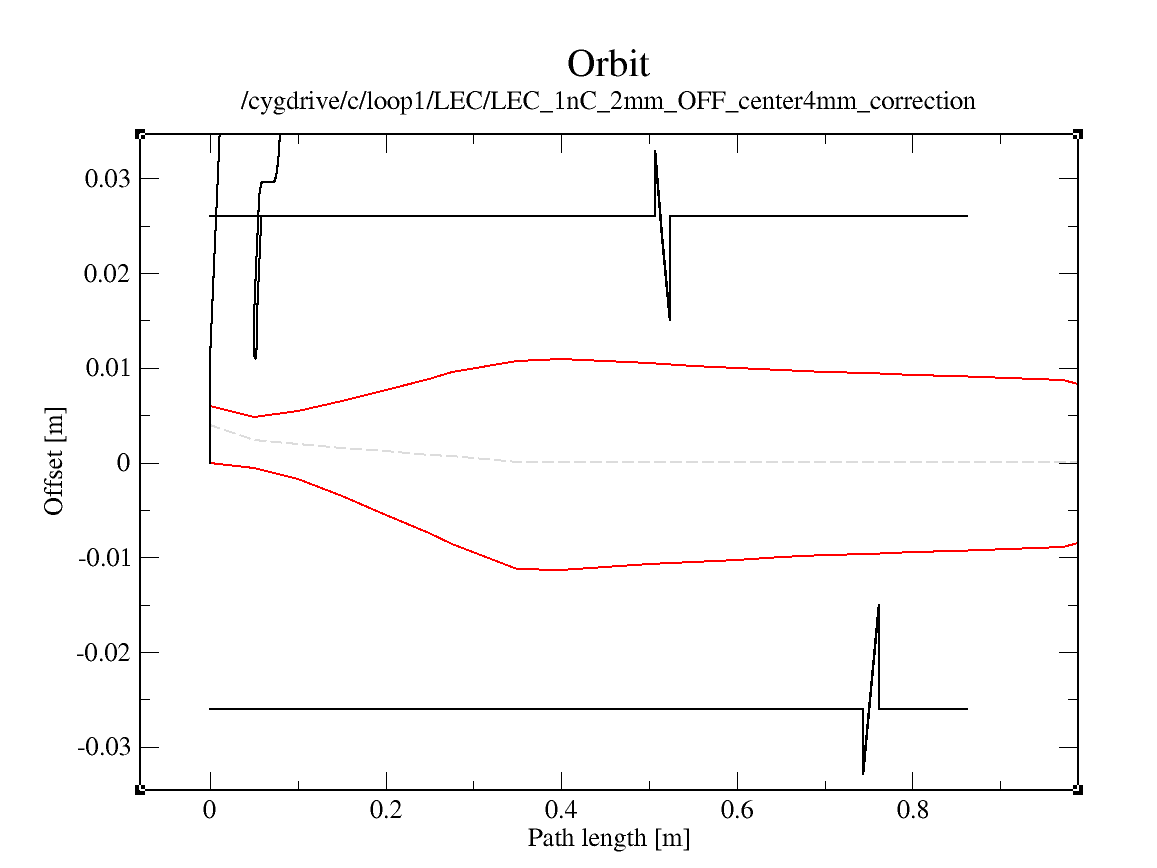 Orbit
/cygdrive/c/loop1/LEC/LEC_1nC_2mm_OFF_center4mm_correction
0.03
0.02
0.01
0
-0.01
-0.02
-0.03
Offset [m]
0 0.2 0.4 0.6 0.8
Path length [m]